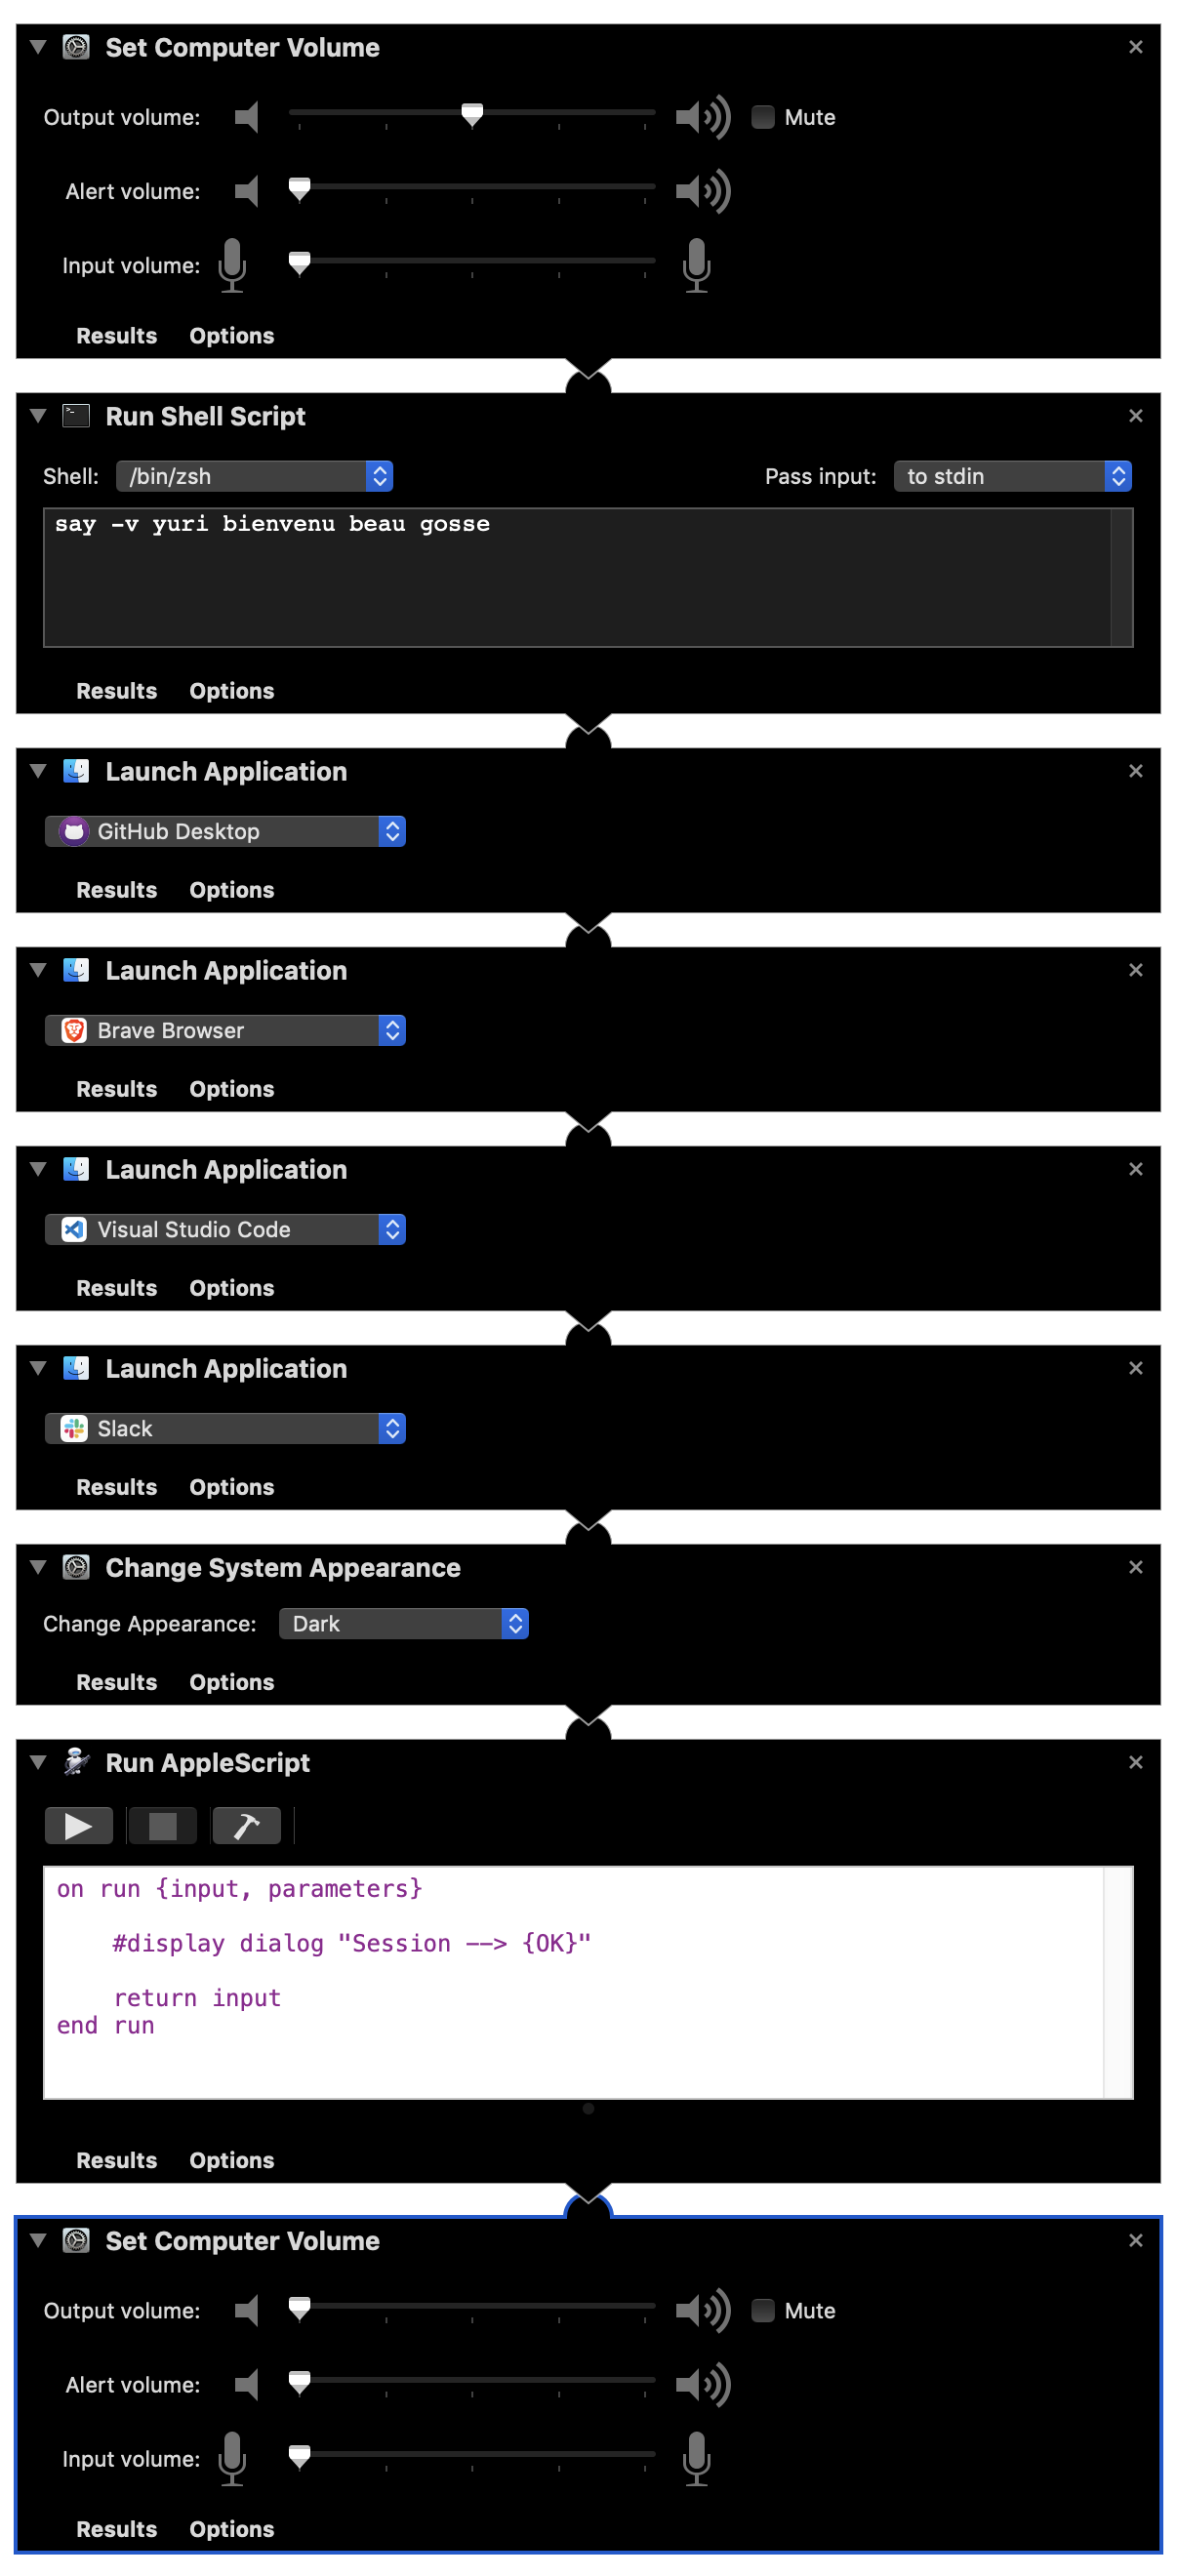 Set Computer Volume
Output volume: Mute
Alert volume:
Input volume:
Results Options
Run Shell Script
Shell: /bin/zsh Pass input: to stdin
say -v yuri bienvenu beau gosse
Results Options
Launch Application
GitHub Desktop
Results Options
Launch Application
Brave Browser
Results Options
Launch Application
Visual Studio Code
Results Options
Launch Application
Slack
Results Options
Change System Appearance
Change Appearance: Dark
Results Options
Run AppleScript
on run {input, parameters}
#display dialog "Session --> {OK}"
return input
end run
Results Options
Set Computer Volume
Output volume: Mute
Alert volume:
Input volume:
Results Options